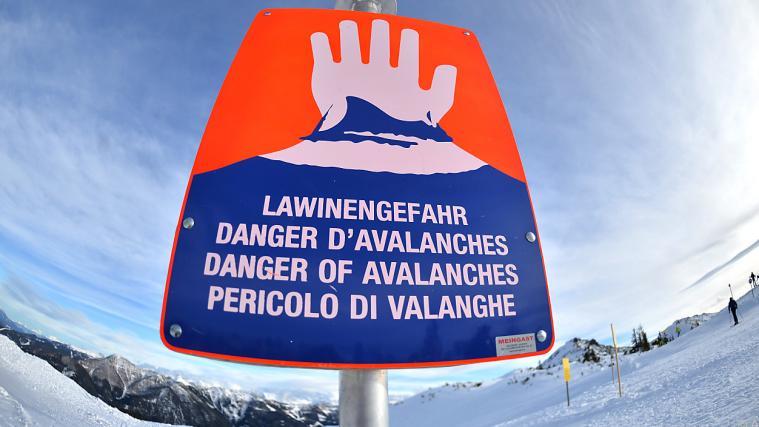 LAWINENGEFAHR
DANGER D'AVALANCHES
DANGER OF AVALANCHES
PERICOLO DI VALANGHE
MEINGAST